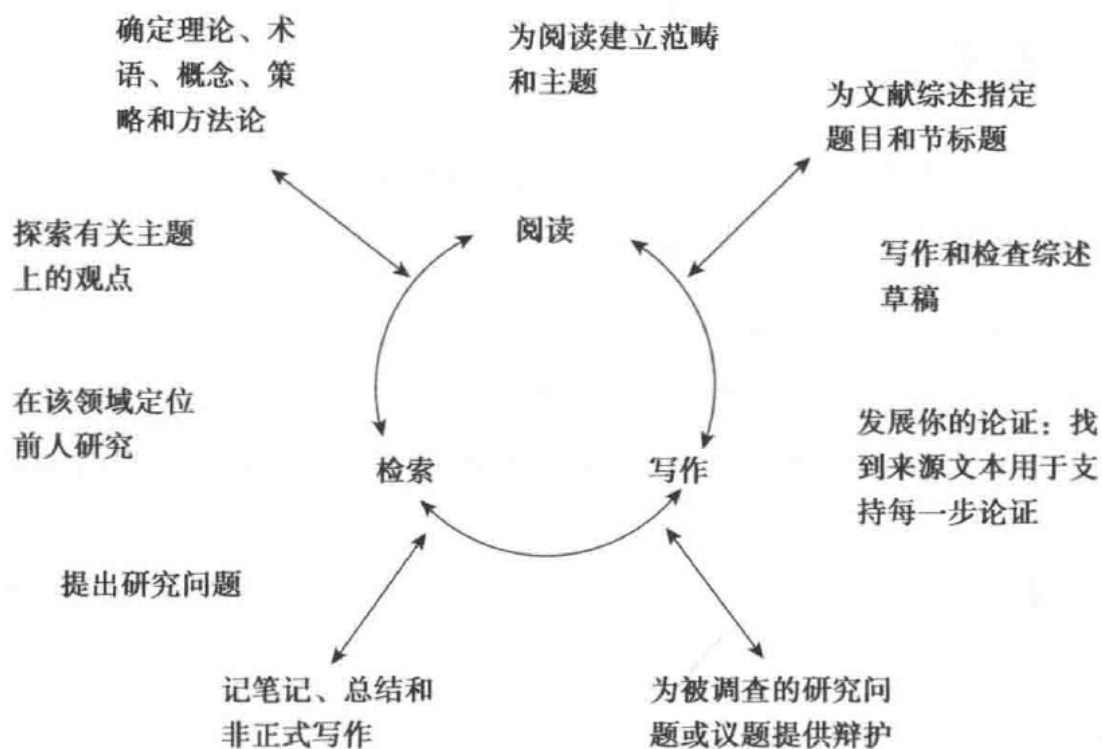 确定理论、术
语、概念、策
略和方法论
为阅读建立范畴
和主题
为文献综述指定
题目和节标题
探索有关主题
上的观点
阅读
写作和检查综述
草稿
在该领域定位
前人研究
检索
写作
发展你的论证：找
到来源文本用于支
持每一步论证
提出研究问题
记笔记、总结和
非正式写作
为被调查的研究问
题或议题提供辩护